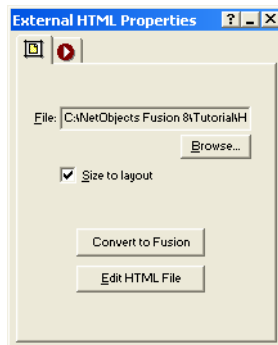 External HTML Properties
File: C:\NetObjects Fusion 8\Tutorial\H
Browse...
Size to layout
Convert to Fusion
Edit HTML File